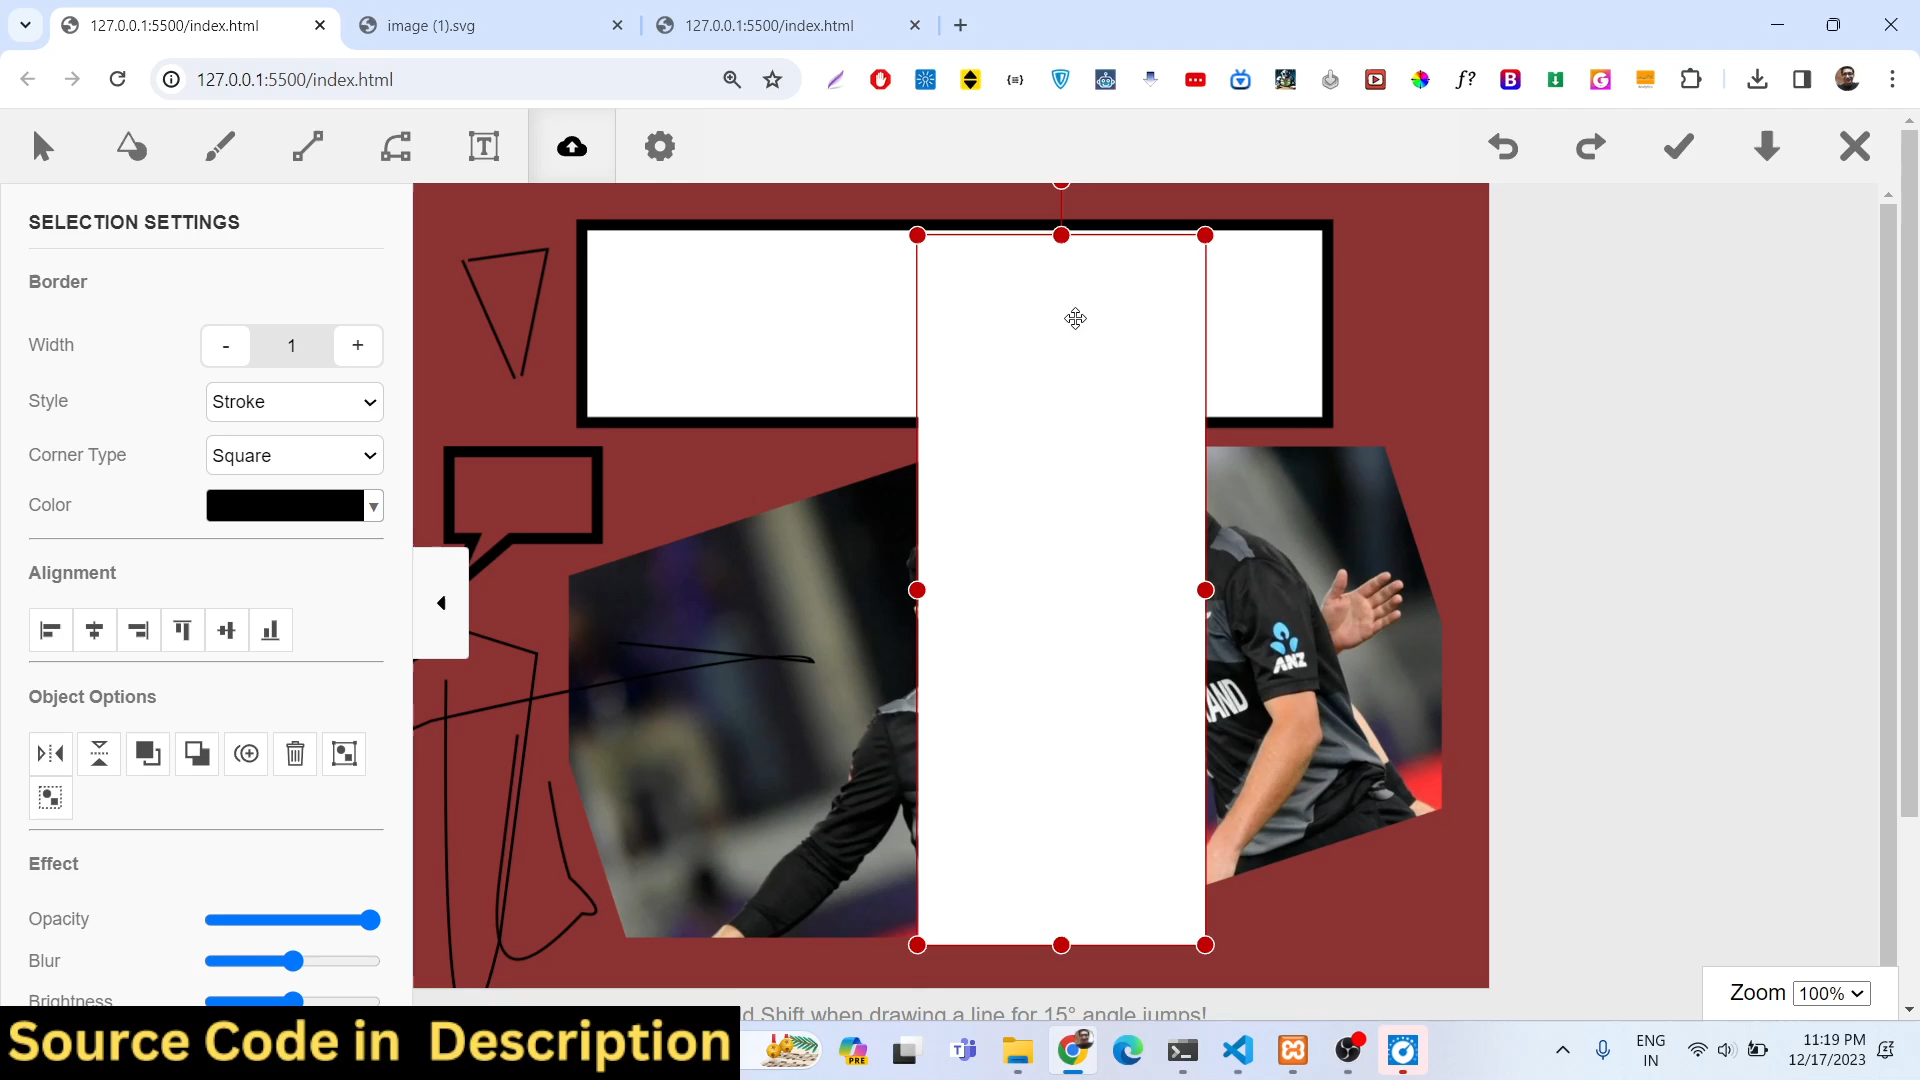 127.0.0.1:5500/index.html
image (1).svg
127.0.0.1:5500/index.html
127.0.0.1:5500/index.html
SELECTION SETTINGS
Border
Width
-
1
+
Style
Stroke
Corner Type
Square
Color
Alignment
Object Options
Effect
Opacity
Blur
Brightness
ANZ
AND
d Shift when drawing a line for 15° angle jumps!
Zoom
100%
Source Code in Description
PRE
ENG
IN
11:19 PM
12/17/2023